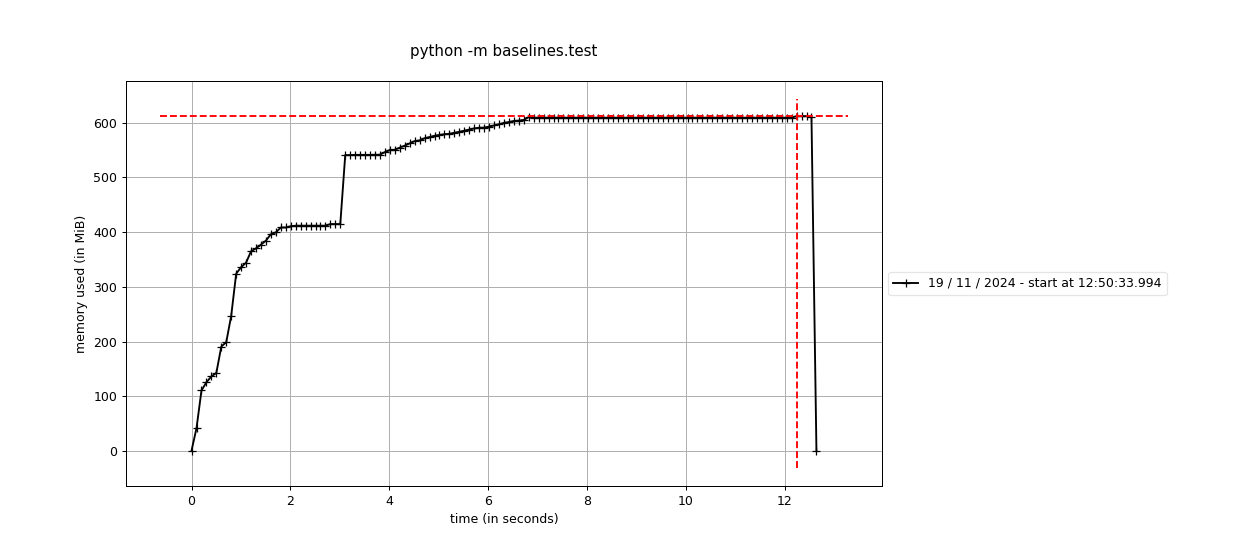 python -m baselines.test
memory used (in MiB)
600
500
400
300
200
100
0
0 2 4 6 8 10 12
time (in seconds)
19 / 11 / 2024 - start at 12:50:33.994